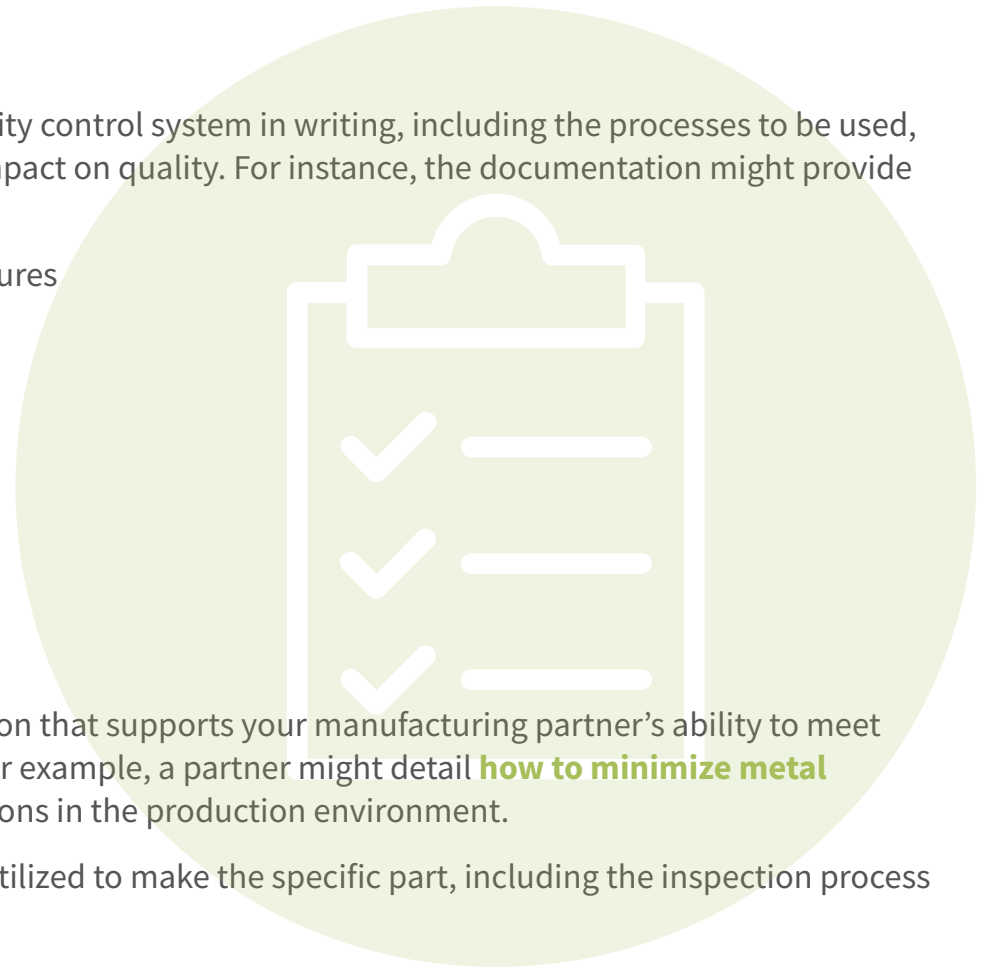 ity control system in writing, including the processes to be used,
pact on quality. For instance, the documentation might provide
ures
on that supports your manufacturing partner’s ability to meet
r example, a partner might detail how to minimize metal
ons in the production environment.
tilized to make the specific part, including the inspection process